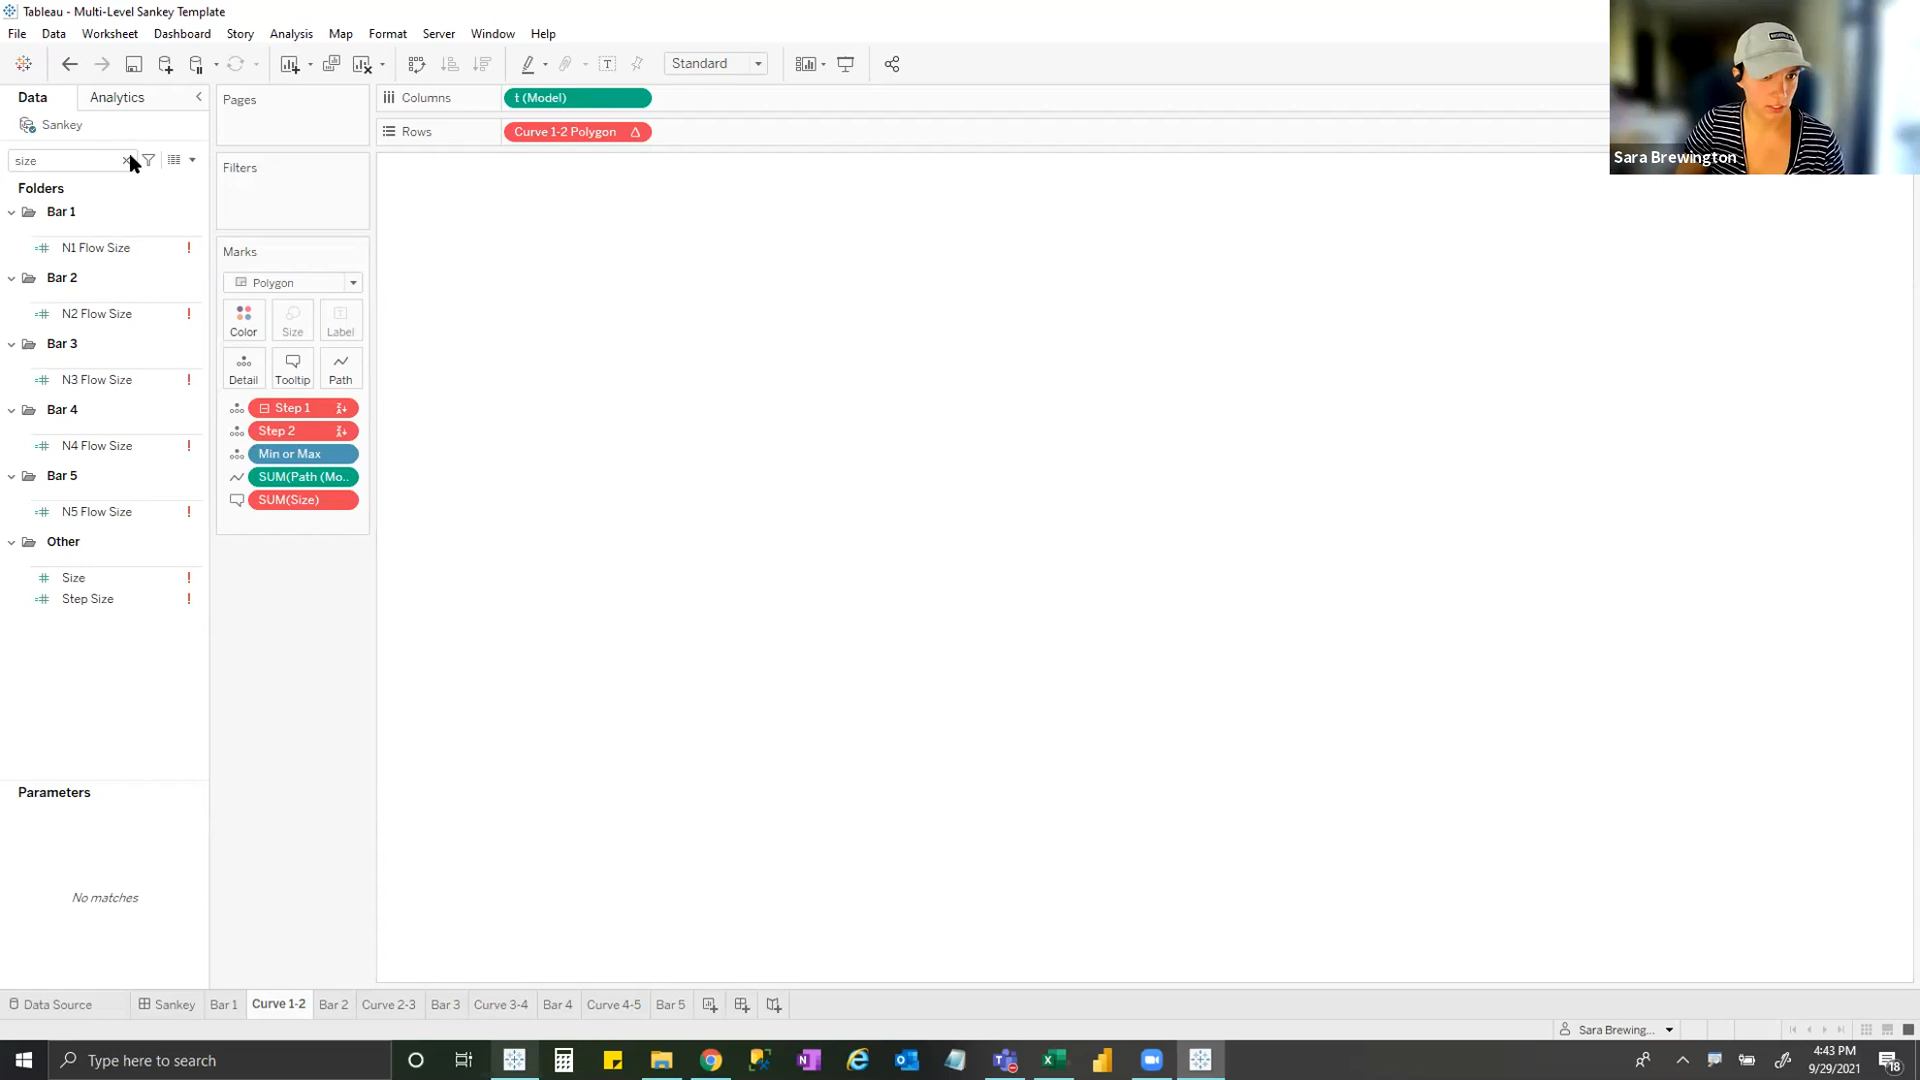 Tableau - Multi-Level Sankey Template
File Data Worksheet Dashboard Story Analysis Map Format Server Window Help
Standard
Data Analytics
Sankey
size
Folders
Bar 1
N1 Flow Size !
Bar 2
N2 Flow Size !
Bar 3
N3 Flow Size !
Bar 4
N4 Flow Size !
Bar 5
N5 Flow Size !
Other
Size !
Step Size !
Parameters
No matches
Pages
Filters
Marks
Polygon
Color Size Label
Detail Tooltip Path
Step 1
Step 2
Min or Max
SUM(Path (Mo..
SUM(Size)
Columns t (Model)
Rows Curve 1-2 Polygon Δ
Sara Brewington
Data Source Sankey Bar 1 Curve 1-2 Bar 2 Curve 2-3 Bar 3 Curve 3-4 Bar 4 Curve 4-5 Bar 5
Sara Brewing...
Type here to search
4:43 PM
9/29/2021
18